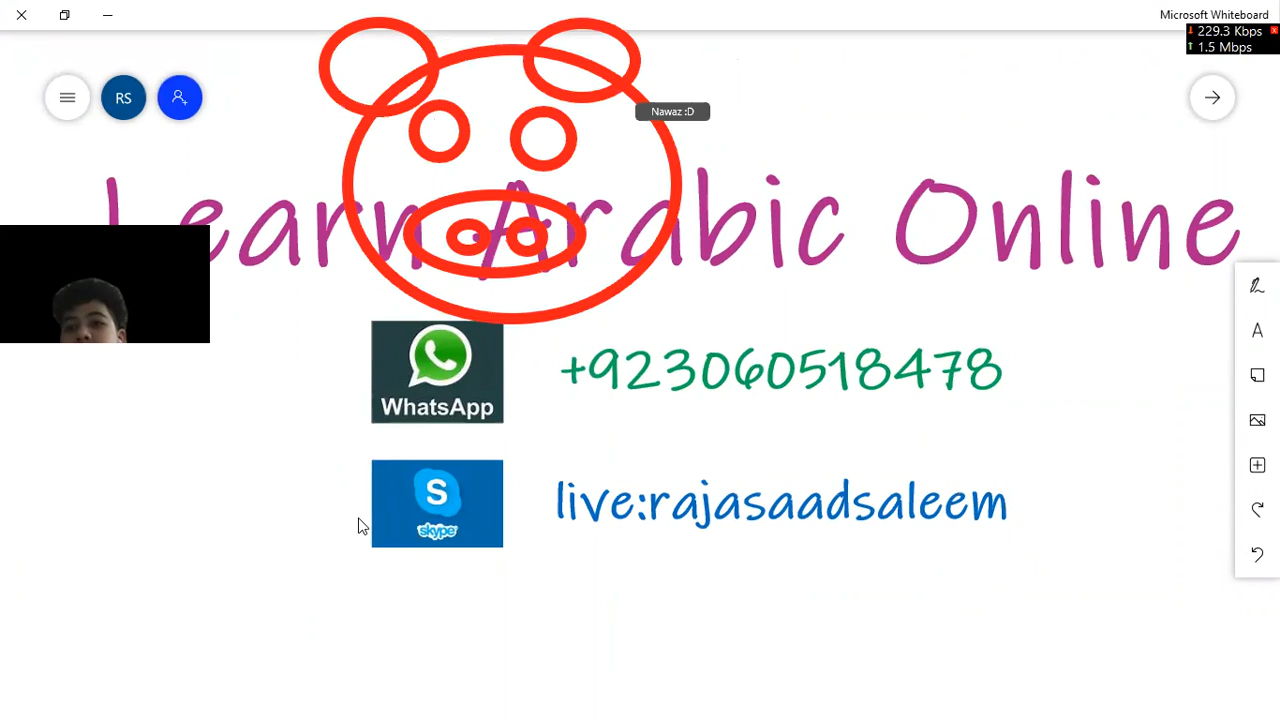 Microsoft Whiteboard
229.3 Kbps
1.5 Mbps
RS
Nawaz :D
Learn Arabic Online
WhatsApp
+923060518478
S
skype
live:rajasaadsaleem
A